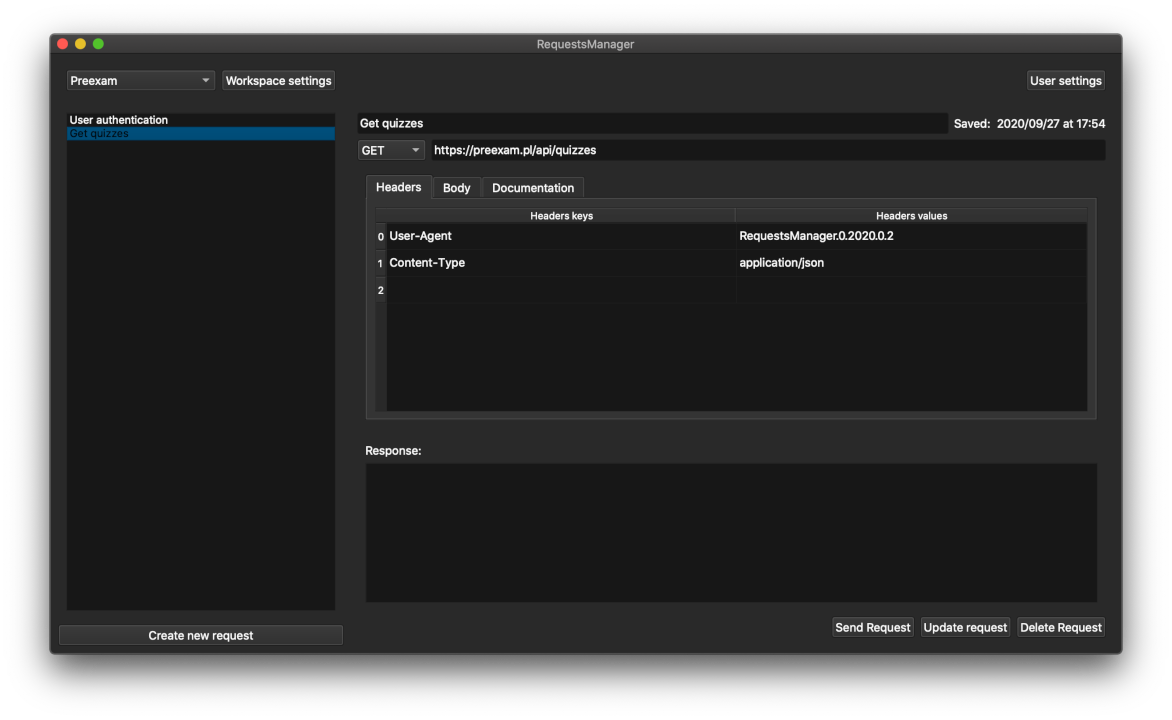 RequestsManager
Preexam
Workspace settings
User settings
User authentication
Get quizzes
Create new request
Get quizzes
Saved: 2020/09/27 at 17:54
GET
https://preexam.pl/api/quizzes
Headers
Body
Documentation
Headers keys
Headers values
0 User-Agent RequestsManager.0.2020.0.2
1 Content-Type application/json
2
Response:
Send Request
Update request
Delete Request